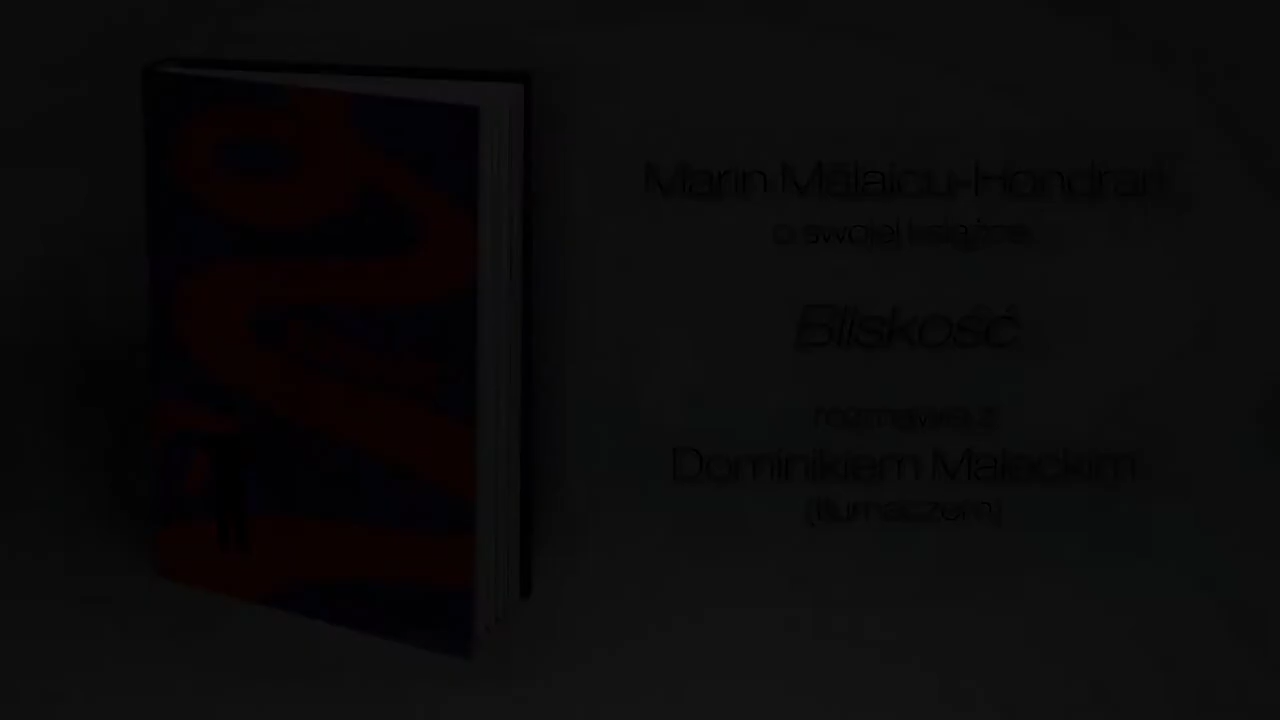 Marin Mălaicu-Hondrari
o swojej książce
Bliskość
rozmawia z
Dominikiem Małeckim
(tłumaczem)